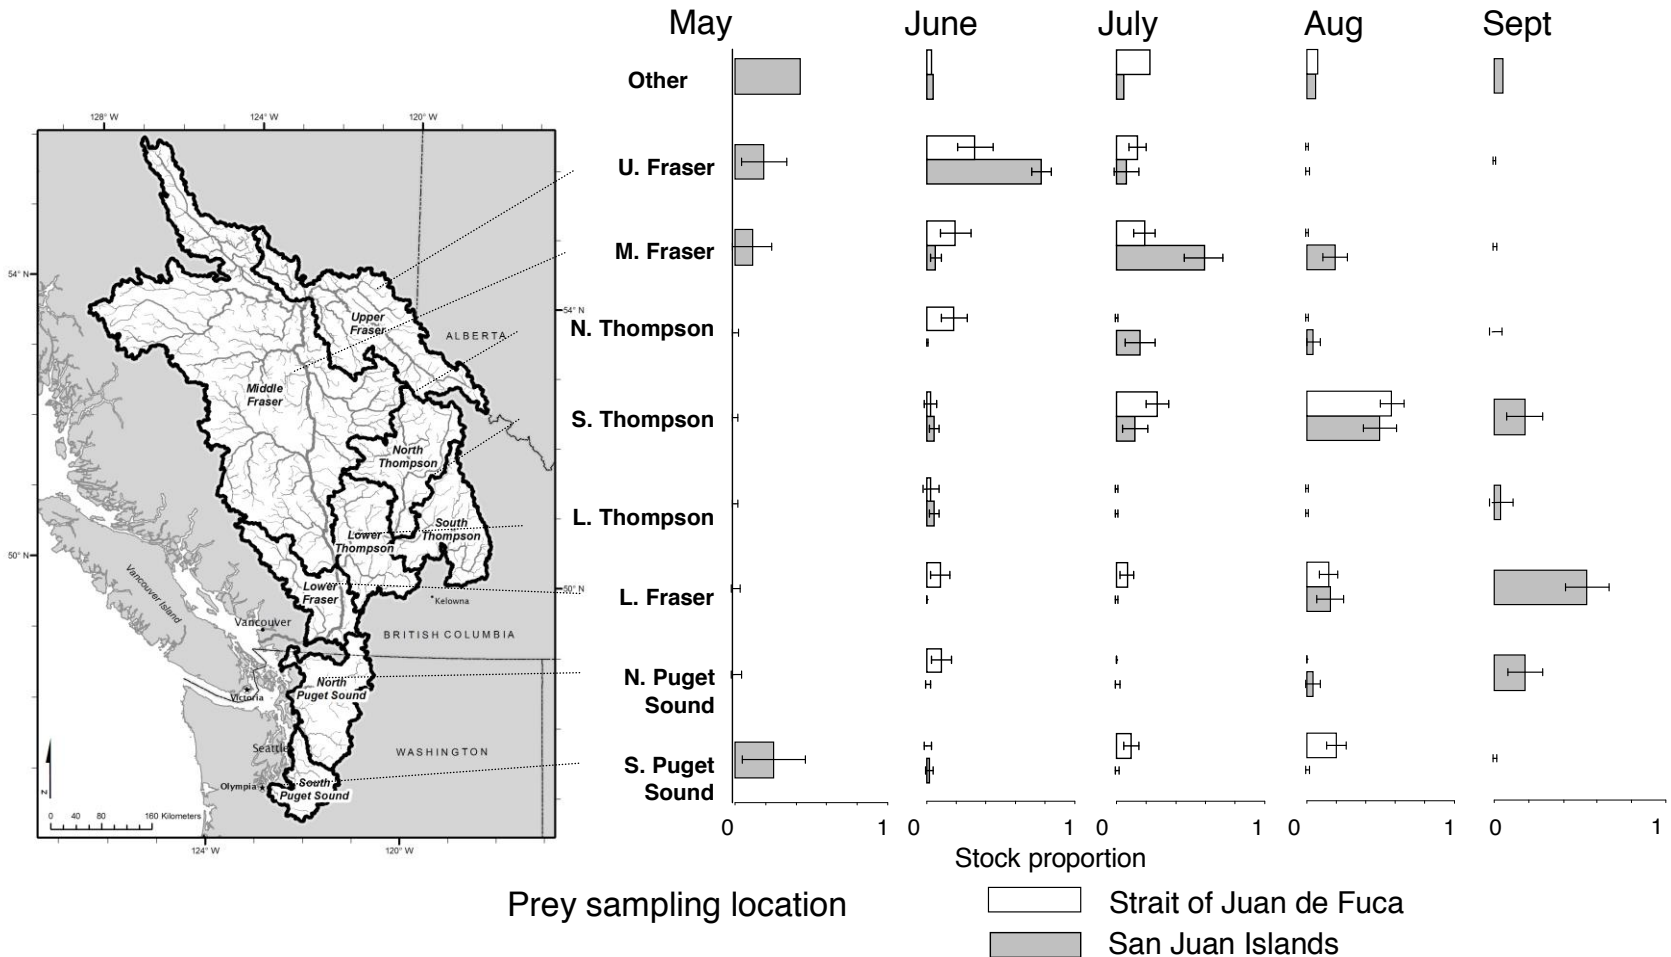 May
June
July
Aug
Sept
Other
U. Fraser
M. Fraser
N. Thompson
S. Thompson
L. Thompson
L. Fraser
N. Puget
Sound
S. Puget
Sound
128° W
124° W
120° W
54° N
54° N
50° N
50° N
124° W
120° W
Upper
Fraser
ALBERTA
Middle
Fraser
North
Thompson
South
Thompson
Lower
Thompson
Lower
Fraser
Kelowna
Vancouver Island
Vancouver
BRITISH COLUMBIA
Victoria
North
Puget Sound
Seattle
WASHINGTON
Olympia
South
Puget Sound
N
0 40 80 160 Kilometers
0 1
0 1
0 1
0 1
0 1
Stock proportion
Prey sampling location
Strait of Juan de Fuca
San Juan Islands